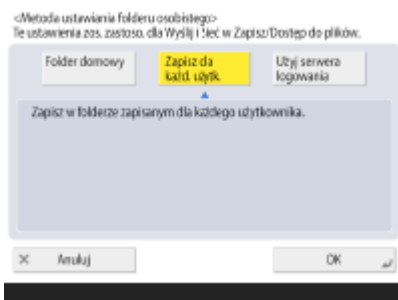 <Metoda ustawiania folderu osobistego>
Te ustawienia zos. zastoso. dla Wyślij i Sieć w Zapisz/Dostęp do plików.
Folder domowy
Zapisz da
każd. użytk.
Użyj serwera
logowania
Zapisz w folderze zapisanym dla każdego użytkownika.
Anuluj
OK